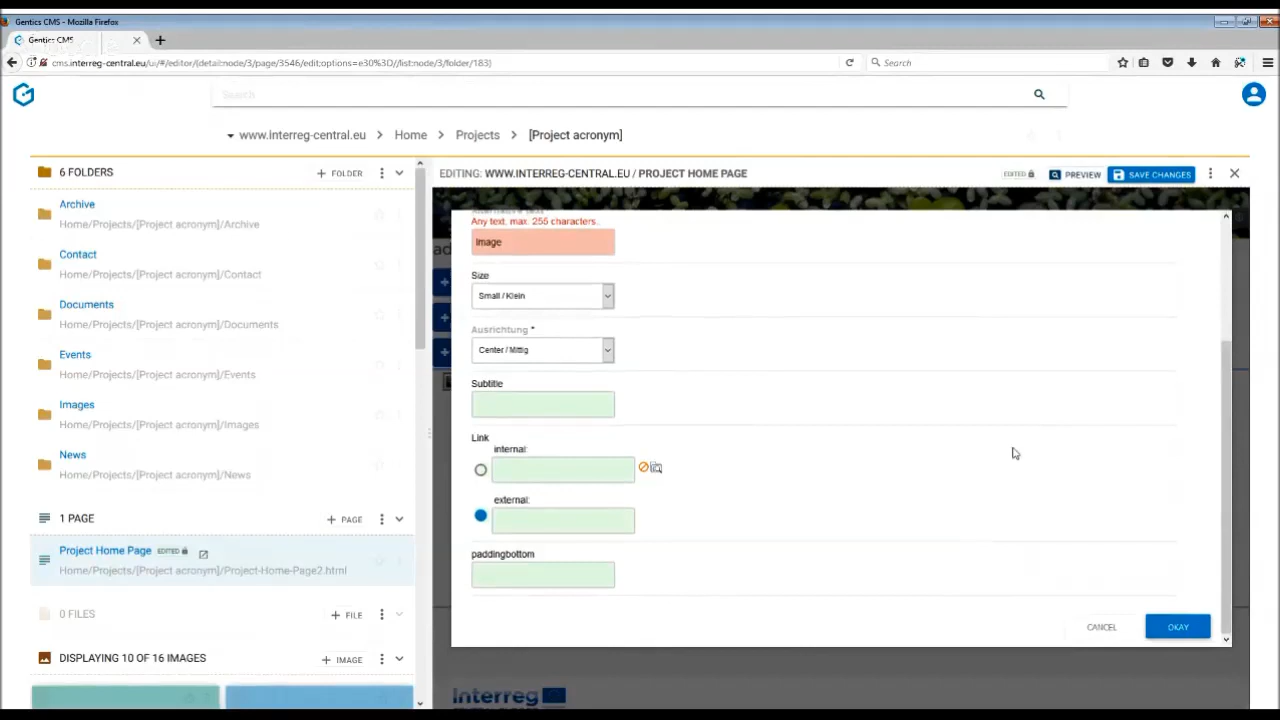 Gentics CMS - Mozilla Firefox
Gentics CMS
cms.interreg-central.eu/ui/#/editor/(detail:node/3/page/3546/edit;options=e30%3D//list:node/3/folder/183)
Search
Search
www.interreg-central.eu > Home > Projects > [Project acronym]
6 FOLDERS
+ FOLDER
Archive
Home/Projects/[Project acronym]/Archive
Contact
Home/Projects/[Project acronym]/Contact
Documents
Home/Projects/[Project acronym]/Documents
Events
Home/Projects/[Project acronym]/Events
Images
Home/Projects/[Project acronym]/Images
News
Home/Projects/[Project acronym]/News
1 PAGE
+ PAGE
Project Home Page EDITED
Home/Projects/[Project acronym]/Project-Home-Page2.html
0 FILES
+ FILE
DISPLAYING 10 OF 16 IMAGES
+ IMAGE
EDITING: WWW.INTERREG-CENTRAL.EU / PROJECT HOME PAGE
EDITED
PREVIEW
SAVE CHANGES
Any text, max. 255 characters.
Image
Size
Small / Klein
Ausrichtung *
Center / Mittig
Subtitle
Link
internal:
external:
paddingbottom
CANCEL
OKAY
Interreg